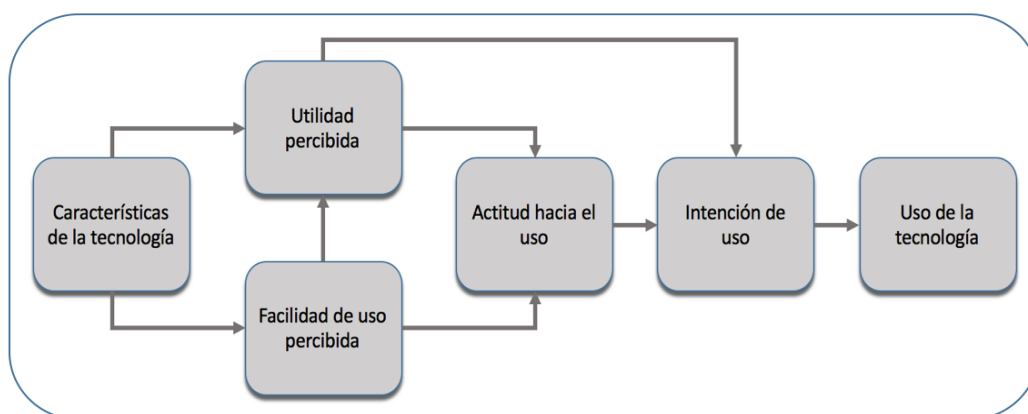 Utilidad
percibida
Características
de la tecnología
Actitud hacia el
uso
Intención de
uso
Uso de la
tecnología
Facilidad de uso
percibida